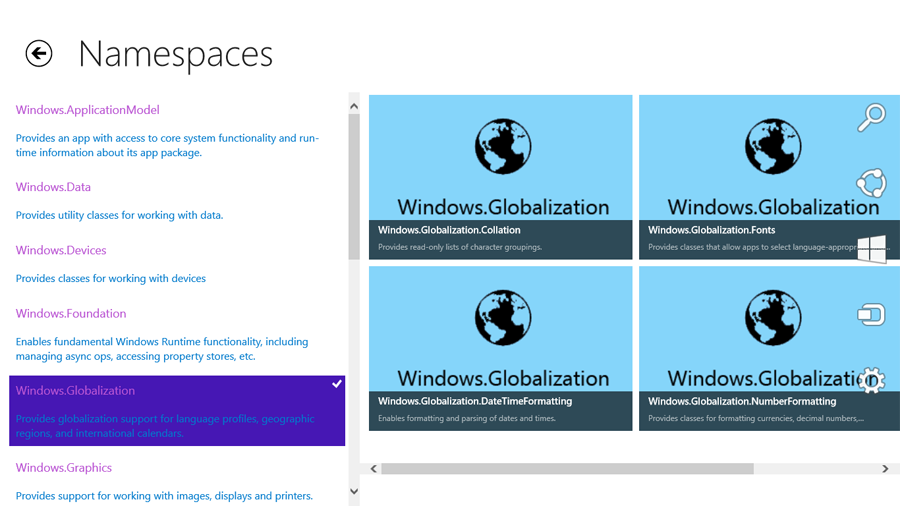 Namespaces
Windows.ApplicationModel
Provides an app with access to core system functionality and run-
time information about its app package.
Windows.Data
Provides utility classes for working with data.
Windows.Devices
Provides classes for working with devices
Windows.Foundation
Enables fundamental Windows Runtime functionality, including
managing async ops, accessing property stores, etc.
Windows.Globalization
Provides globalization support for language profiles, geographic
regions, and international calendars.
Windows.Graphics
Provides support for working with images, displays and printers.
Windows.Globalization
Windows.Globalization.Collation
Provides read-only lists of character groupings.
Windows.Globalization
Windows.Globalization.Fonts
Provides classes that allow apps to select language-approp...
Windows.Globalization
Windows.Globalization.DateTimeFormatting
Enables formatting and parsing of dates and times.
Windows.Globalization
Windows.Globalization.NumberFormatting
Provides classes for formatting currencies, decimal numbers,...